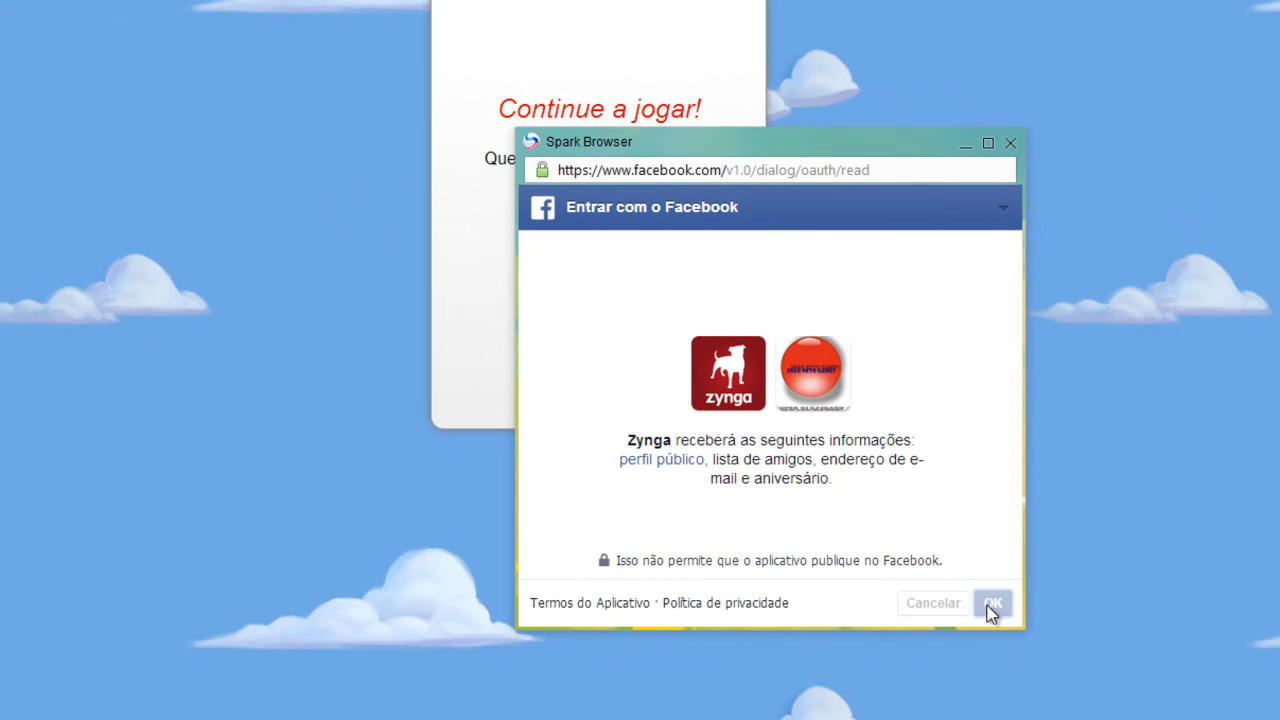 Continue a jogar!
Que
Spark Browser
https://www.facebook.com/v1.0/dialog/oauth/read
Entrar com o Facebook
zynga
Zynga receberá as seguintes informações:
perfil público, lista de amigos, endereço de e-
mail e aniversário.
Isso não permite que o aplicativo publique no Facebook.
Termos do Aplicativo · Política de privacidade
Cancelar
OK